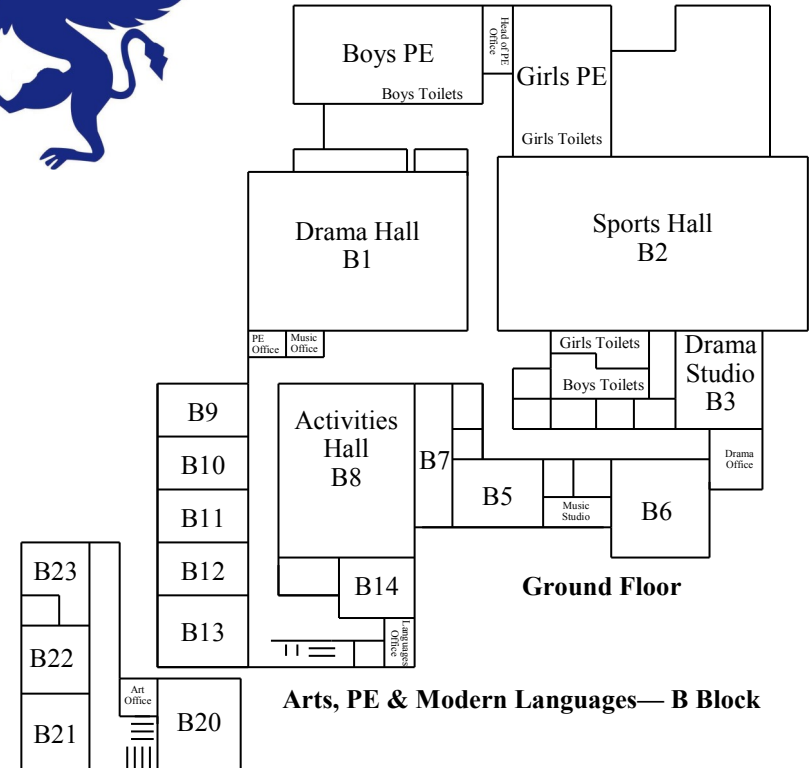 Boys PE
Boys Toilets
Head of PE
Office
Girls PE
Girls Toilets
Drama Hall
B1
Sports Hall
B2
PE
Office
Music
Office
Girls Toilets
Boys Toilets
Drama
Studio
B3
Drama
Office
B9
B10
B11
B12
B13
Activities
Hall
B8
B7
B5
Music
Studio
B6
B14
Languages
Office
Ground Floor
B23
B22
B21
Art
Office
B20
Arts, PE & Modern Languages— B Block